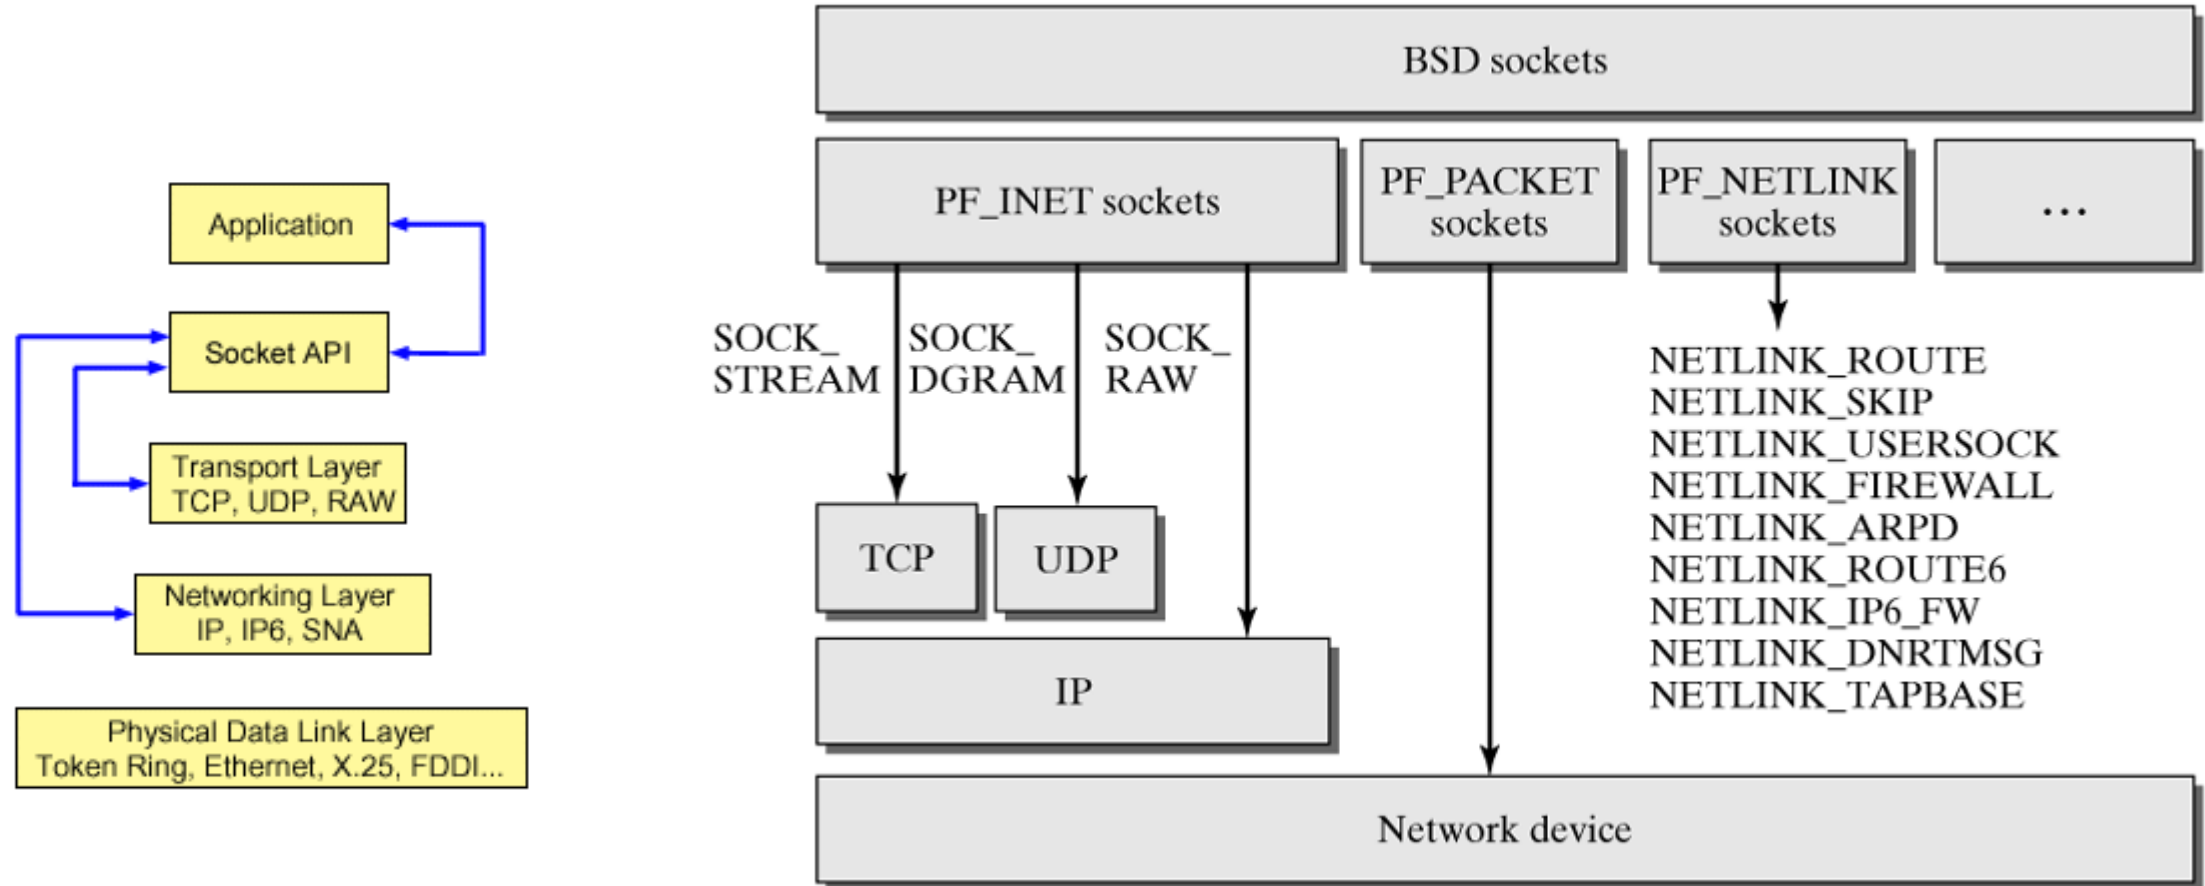 Application
Socket API
Transport Layer
TCP, UDP, RAW
Networking Layer
IP, IP6, SNA
Physical Data Link Layer
Token Ring, Ethernet, X.25, FDDI...
BSD sockets
PF_INET sockets
PF_PACKET
sockets
PF_NETLINK
sockets
...
SOCK_
STREAM
SOCK_
DGRAM
SOCK_
RAW
TCP
UDP
IP
NETLINK_ROUTE
NETLINK_SKIP
NETLINK_USERSOCK
NETLINK_FIREWALL
NETLINK_ARPD
NETLINK_ROUTE6
NETLINK_IP6_FW
NETLINK_DNRTMSG
NETLINK_TAPBASE
Network device